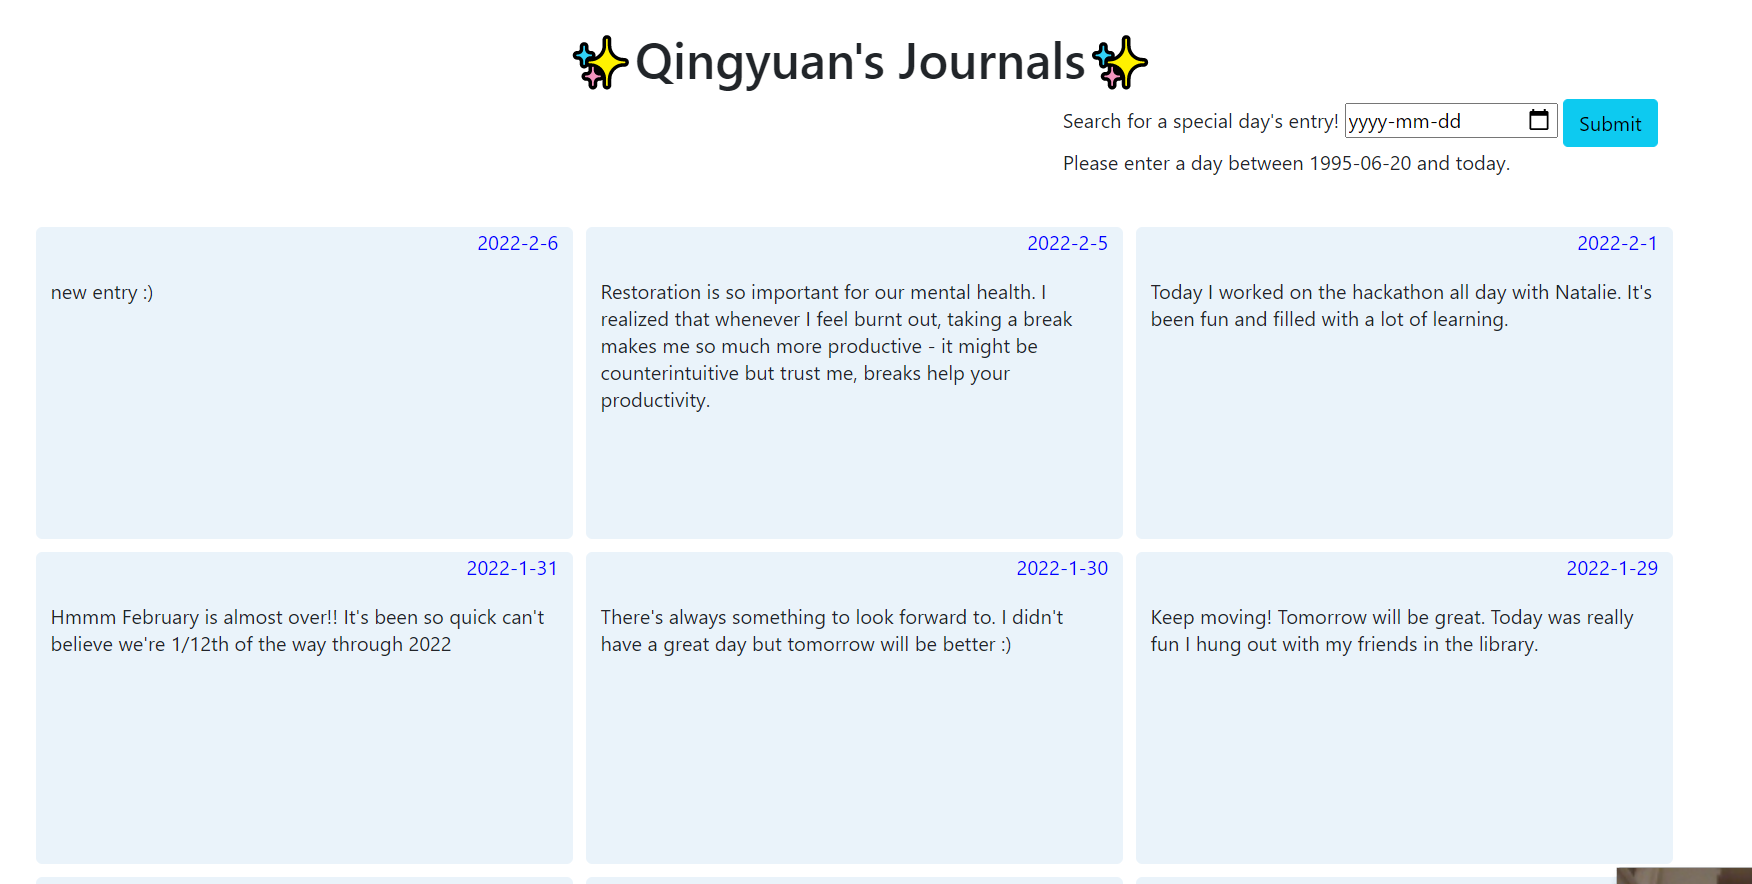 ✨Qingyuan's Journals✨
Search for a special day's entry! yyyy-mm-dd Submit
Please enter a day between 1995-06-20 and today.
2022-2-6
new entry :)
2022-2-5
Restoration is so important for our mental health. I
realized that whenever I feel burnt out, taking a break
makes me so much more productive - it might be
counterintuitive but trust me, breaks help your
productivity.
2022-2-1
Today I worked on the hackathon all day with Natalie. It's
been fun and filled with a lot of learning.
2022-1-31
Hmmm February is almost over!! It's been so quick can't
believe we're 1/12th of the way through 2022
2022-1-30
There's always something to look forward to. I didn't
have a great day but tomorrow will be better :)
2022-1-29
Keep moving! Tomorrow will be great. Today was really
fun I hung out with my friends in the library.